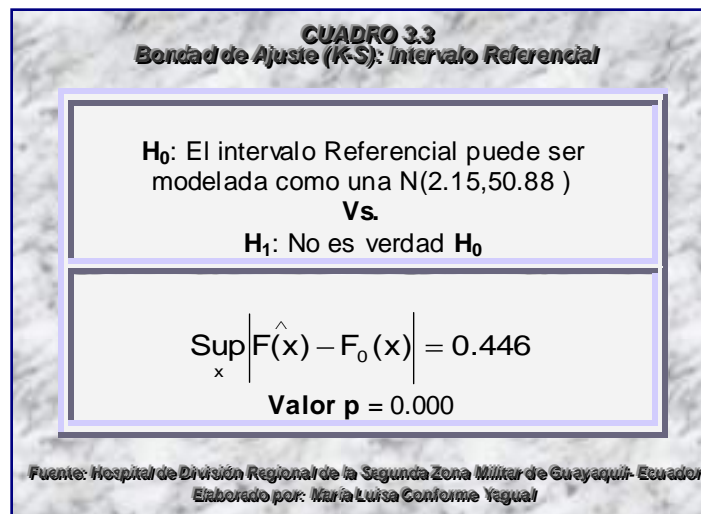 CUADRO 3.3
Bondad de Ajuste (K-S): Intervalo Referencial
H₀: El intervalo Referencial puede ser
modelada como una N(2.15,50.88 )
Vs.
H₁: No es verdad H₀
Sup|F̂(x) – F₀(x)| = 0.446
x
Valor p = 0.000
Fuente: Hospital de División Regional de la Segunda Zona Militar de Guayaquil- Ecuador
Elaborado por: María Luisa Conforme Yagual